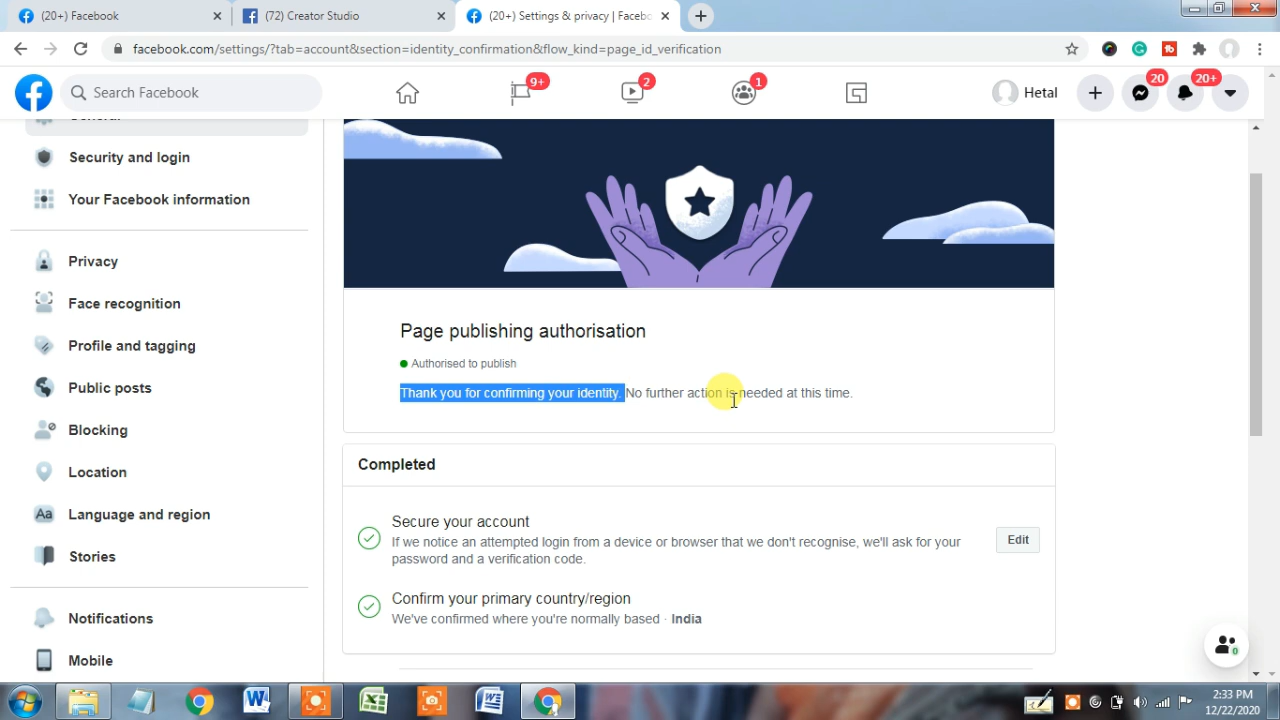 (20+) Facebook
(72) Creator Studio
(20+) Settings & privacy | Facebo
facebook.com/settings/?tab=account&section=identity_confirmation&flow_kind=page_id_verification
Search Facebook
9+
2
1
Hetal
20
20+
General
Security and login
Your Facebook information
Privacy
Face recognition
Profile and tagging
Public posts
Blocking
Location
Aa
Language and region
Stories
Notifications
Mobile
Page publishing authorisation
Authorised to publish
Thank you for confirming your identity. No further action is needed at this time.
Completed
Secure your account
If we notice an attempted login from a device or browser that we don't recognise, we'll ask for your
password and a verification code.
Edit
Confirm your primary country/region
We've confirmed where you're normally based · India
0
2:33 PM
12/22/2020